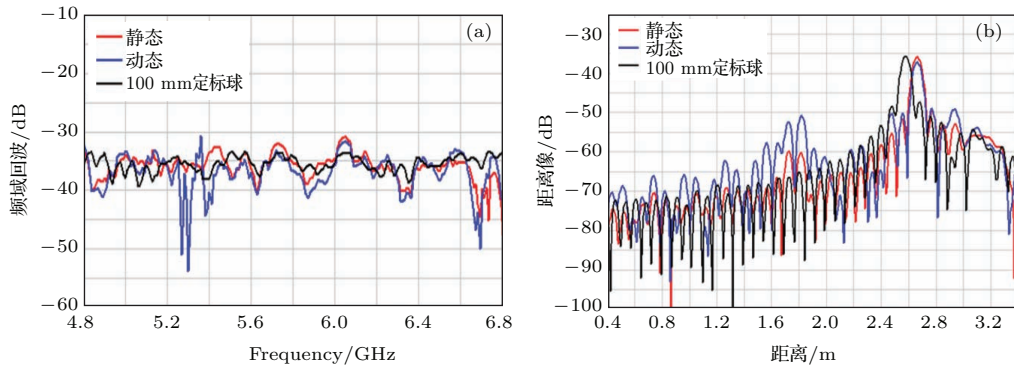 −10
−20
−30
−40
−50
−60
频域回波/dB
静态
动态
100 mm定标球
(a)
4.8
5.2
5.6
6.0
6.4
6.8
Frequency/GHz
−30
−40
−50
−60
−70
−80
−90
−100
距离像/dB
静态
动态
100 mm定标球
(b)
0.4
0.8
1.2
1.6
2.0
2.4
2.8
3.2
距离/m